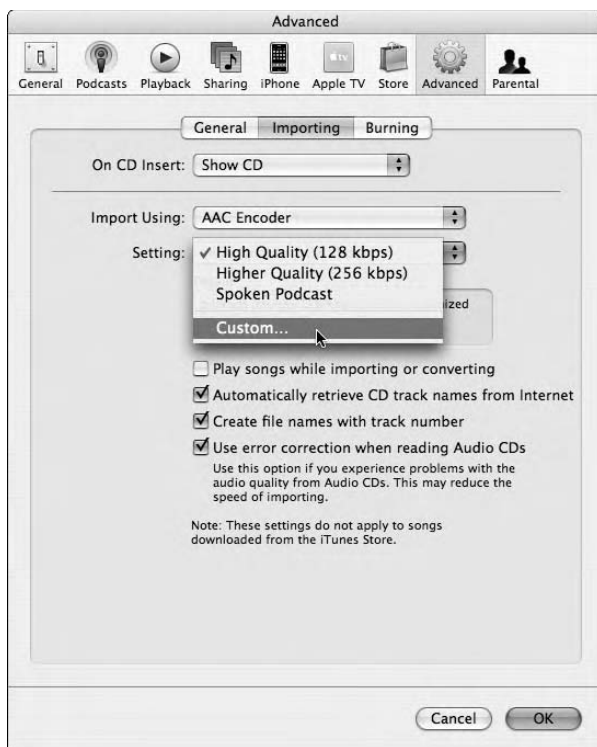 Advanced
General Podcasts Playback Sharing iPhone Apple TV Store Advanced Parental
General Importing Burning
On CD Insert: Show CD
Import Using: AAC Encoder
Setting: ✓ High Quality (128 kbps)
Higher Quality (256 kbps)
Spoken Podcast
Custom...
Play songs while importing or converting
Automatically retrieve CD track names from Internet
Create file names with track number
Use error correction when reading Audio CDs
Use this option if you experience problems with the
audio quality from Audio CDs. This may reduce the
speed of importing.
Note: These settings do not apply to songs
downloaded from the iTunes Store.
Cancel OK